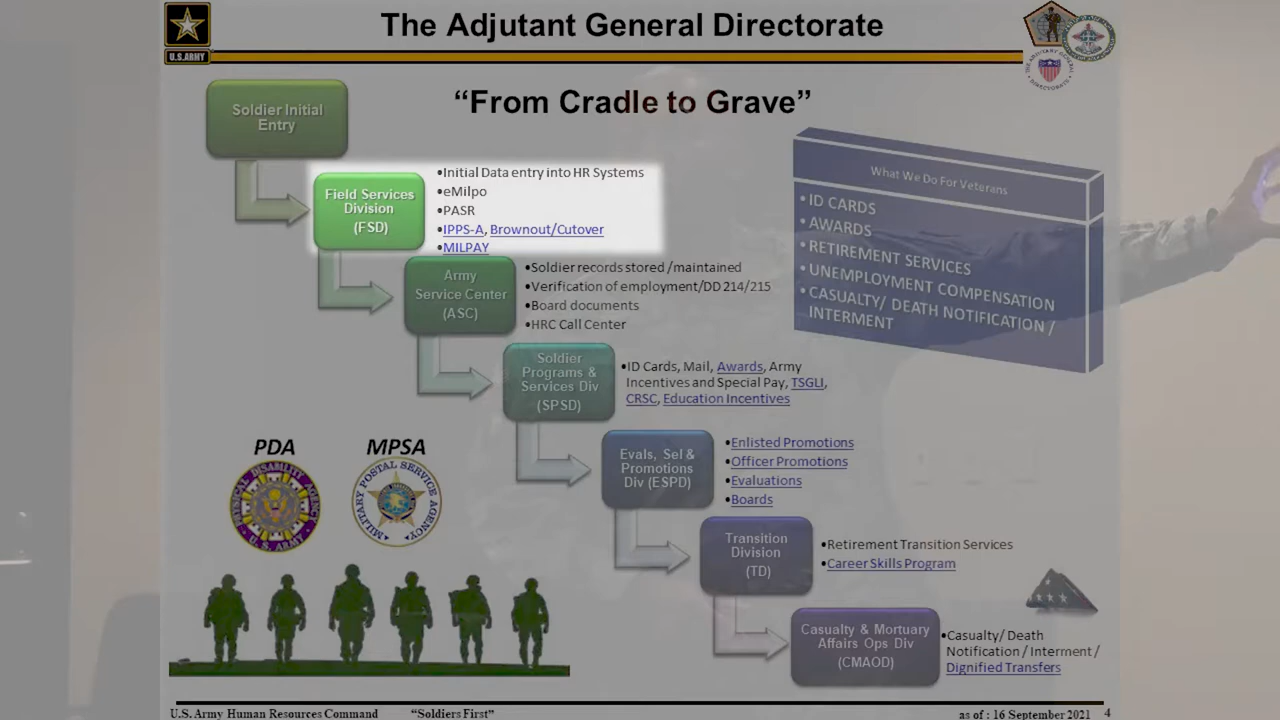 The Adjutant General Directorate
U.S.ARMY
"From Cradle to Grave"
Soldier Initial
Entry
Field Services
Division
(FSD)
•Initial Data entry into HR Systems
•eMilpo
•PASR
•IPPS-A, Brownout/Cutover
•MILPAY
What We Do For Veterans
•ID CARDS
•AWARDS
•RETIREMENT SERVICES
•UNEMPLOYMENT COMPENSATION
•CASUALTY/ DEATH NOTIFICATION /
INTERMENT
Army
Service Center
(ASC)
•Soldier records stored /maintained
•Verification of employment/DD 214/215
•Board documents
•HRC Call Center
Soldier
Programs &
Services Div
(SPSD)
•ID Cards, Mail, Awards, Army
Incentives and Special Pay, TSGLI,
CRSC, Education Incentives
PDA
PHYSICAL DISABILITY AGENCY
U.S. ARMY
MPSA
MILITARY POSTAL SERVICE AGENCY
Evals, Sel &
Promotions
Div (ESPD)
•Enlisted Promotions
•Officer Promotions
•Evaluations
•Boards
Transition
Division
(TD)
•Retirement Transition Services
•Career Skills Program
Casualty & Mortuary
Affairs Ops Div
(CMAOD)
•Casualty/ Death
Notification / Interment /
Dignified Transfers
U.S. Army Human Resources Command
"Soldiers First"
as of : 16 September 2021
4